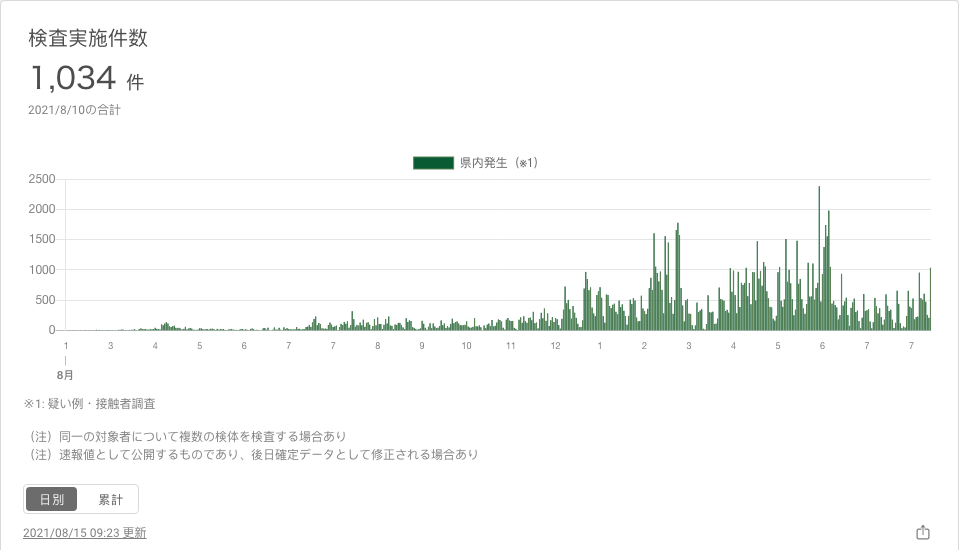 検査実施件数
1,034 件
2021/8/10の合計
県内発生（※1）
2500
2000
1500
1000
500
0
1 3 4 5 6 7 7 8 9 10 11 12 1 2 3 4 5 6 7 7
8月
※1: 疑い例・接触者調査
（注）同一の対象者について複数の検体を検査する場合あり
（注）速報値として公開するものであり、後日確定データとして修正される場合あり
日別 累計
2021/08/15 09:23 更新